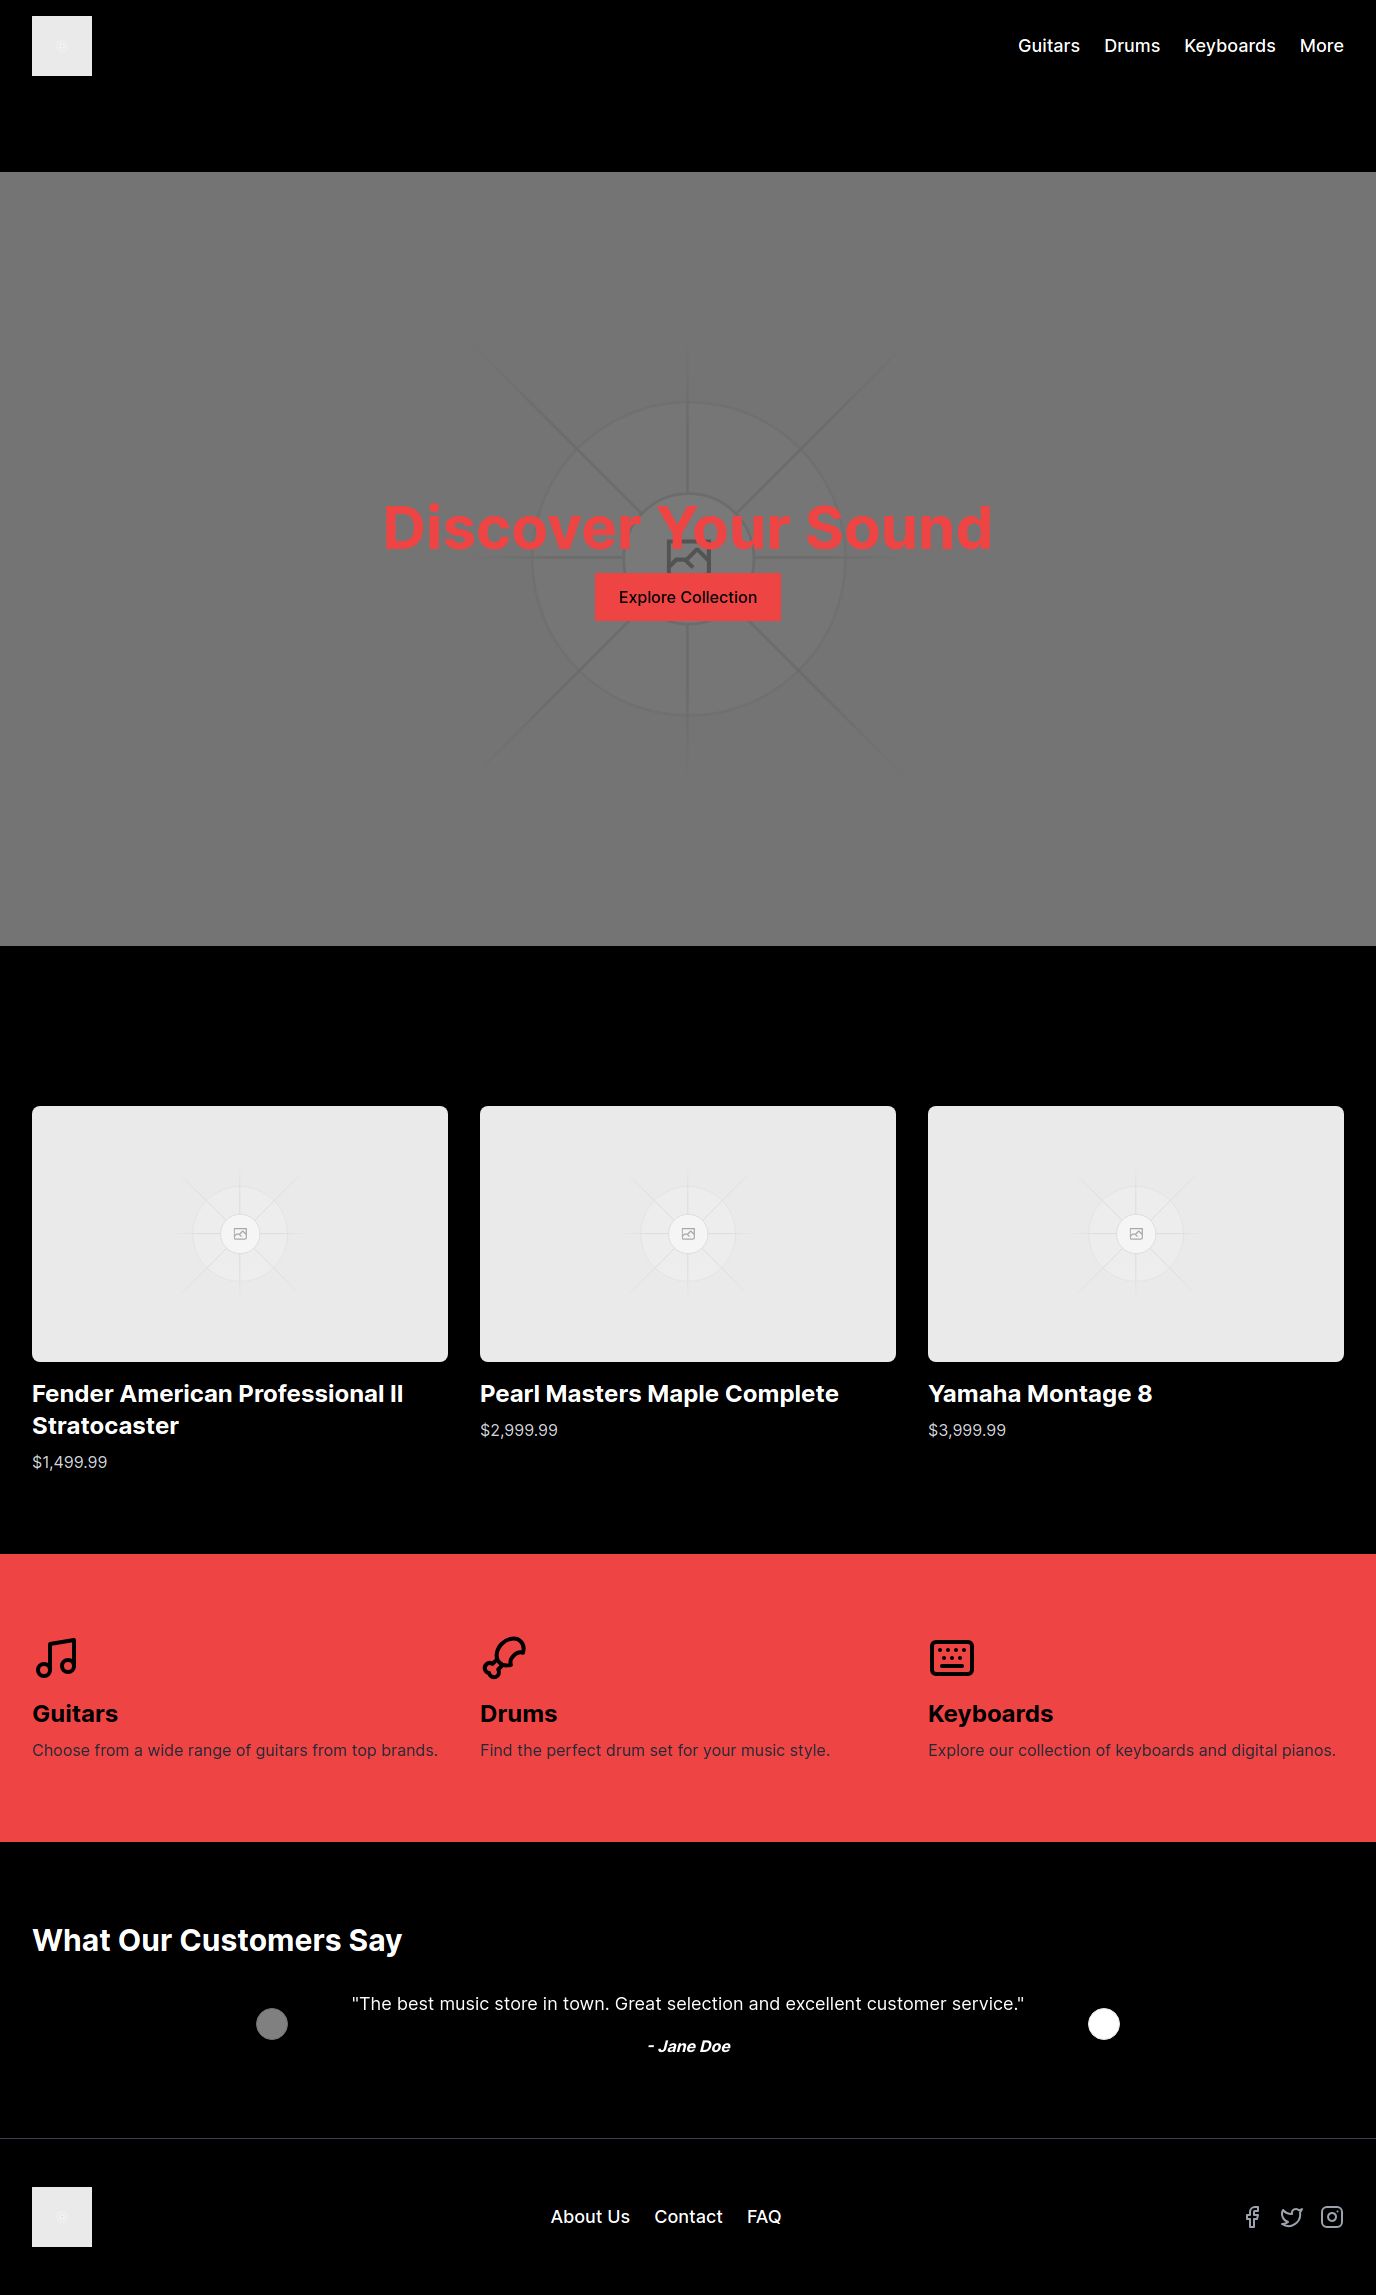 Guitars Drums Keyboards More
Discover Your Sound
Explore Collection
Fender American Professional II
Stratocaster
$1,499.99
Pearl Masters Maple Complete
$2,999.99
Yamaha Montage 8
$3,999.99
Guitars
Choose from a wide range of guitars from top brands.
Drums
Find the perfect drum set for your music style.
Keyboards
Explore our collection of keyboards and digital pianos.
What Our Customers Say
"The best music store in town. Great selection and excellent customer service."
- Jane Doe
About Us Contact FAQ